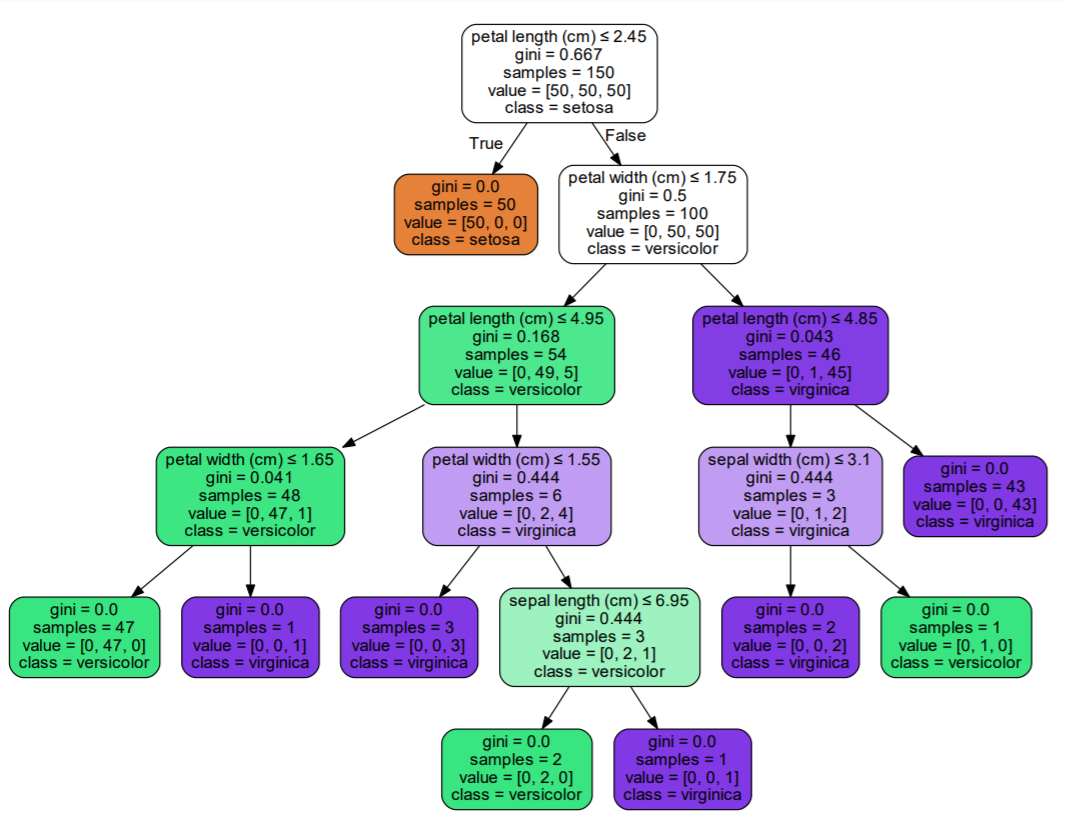 petal length (cm) ≤ 2.45
gini = 0.667
samples = 150
value = [50, 50, 50]
class = setosa
True
False
gini = 0.0
samples = 50
value = [50, 0, 0]
class = setosa
petal width (cm) ≤ 1.75
gini = 0.5
samples = 100
value = [0, 50, 50]
class = versicolor
petal length (cm) ≤ 4.95
gini = 0.168
samples = 54
value = [0, 49, 5]
class = versicolor
petal length (cm) ≤ 4.85
gini = 0.043
samples = 46
value = [0, 1, 45]
class = virginica
petal width (cm) ≤ 1.65
gini = 0.041
samples = 48
value = [0, 47, 1]
class = versicolor
petal width (cm) ≤ 1.55
gini = 0.444
samples = 6
value = [0, 2, 4]
class = virginica
sepal width (cm) ≤ 3.1
gini = 0.444
samples = 3
value = [0, 1, 2]
class = virginica
gini = 0.0
samples = 43
value = [0, 0, 43]
class = virginica
gini = 0.0
samples = 47
value = [0, 47, 0]
class = versicolor
gini = 0.0
samples = 1
value = [0, 0, 1]
class = virginica
gini = 0.0
samples = 3
value = [0, 0, 3]
class = virginica
sepal length (cm) ≤ 6.95
gini = 0.444
samples = 3
value = [0, 2, 1]
class = versicolor
gini = 0.0
samples = 2
value = [0, 0, 2]
class = virginica
gini = 0.0
samples = 1
value = [0, 1, 0]
class = versicolor
gini = 0.0
samples = 2
value = [0, 2, 0]
class = versicolor
gini = 0.0
samples = 1
value = [0, 0, 1]
class = virginica